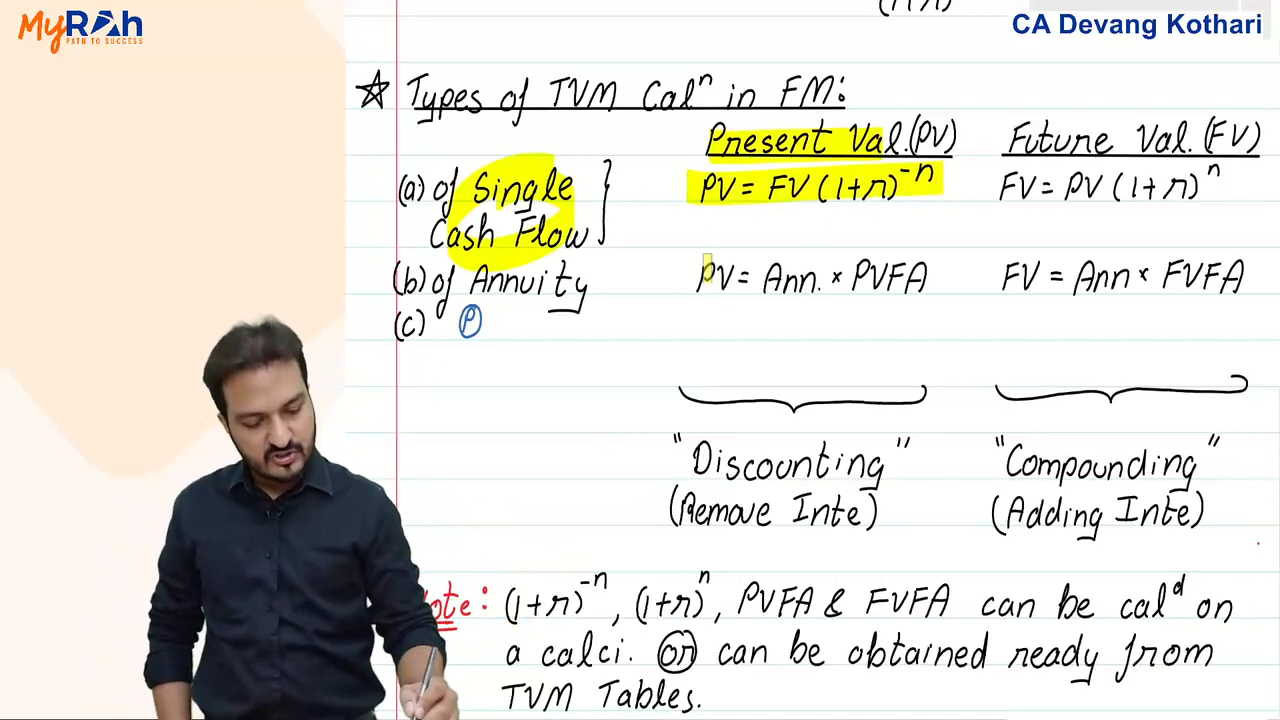 MyRAh
PATH TO SUCCESS
CA Devang Kothari
Types of TVM Calⁿ in FM:
Present Val.(PV) Future Val. (FV)
(a) of Single Cash Flow PV = FV (1+r)⁻ⁿ FV = PV (1+r)ⁿ
(b) of Annuity PV = Ann. × PVFA FV = Ann × FVFA
(c) P
"Discounting" "Compounding"
(Remove Inte) (Adding Inte)
Note: (1+r)⁻ⁿ, (1+r)ⁿ, PVFA & FVFA can be calᵈ on
a calci. or can be obtained ready from
TVM Tables.